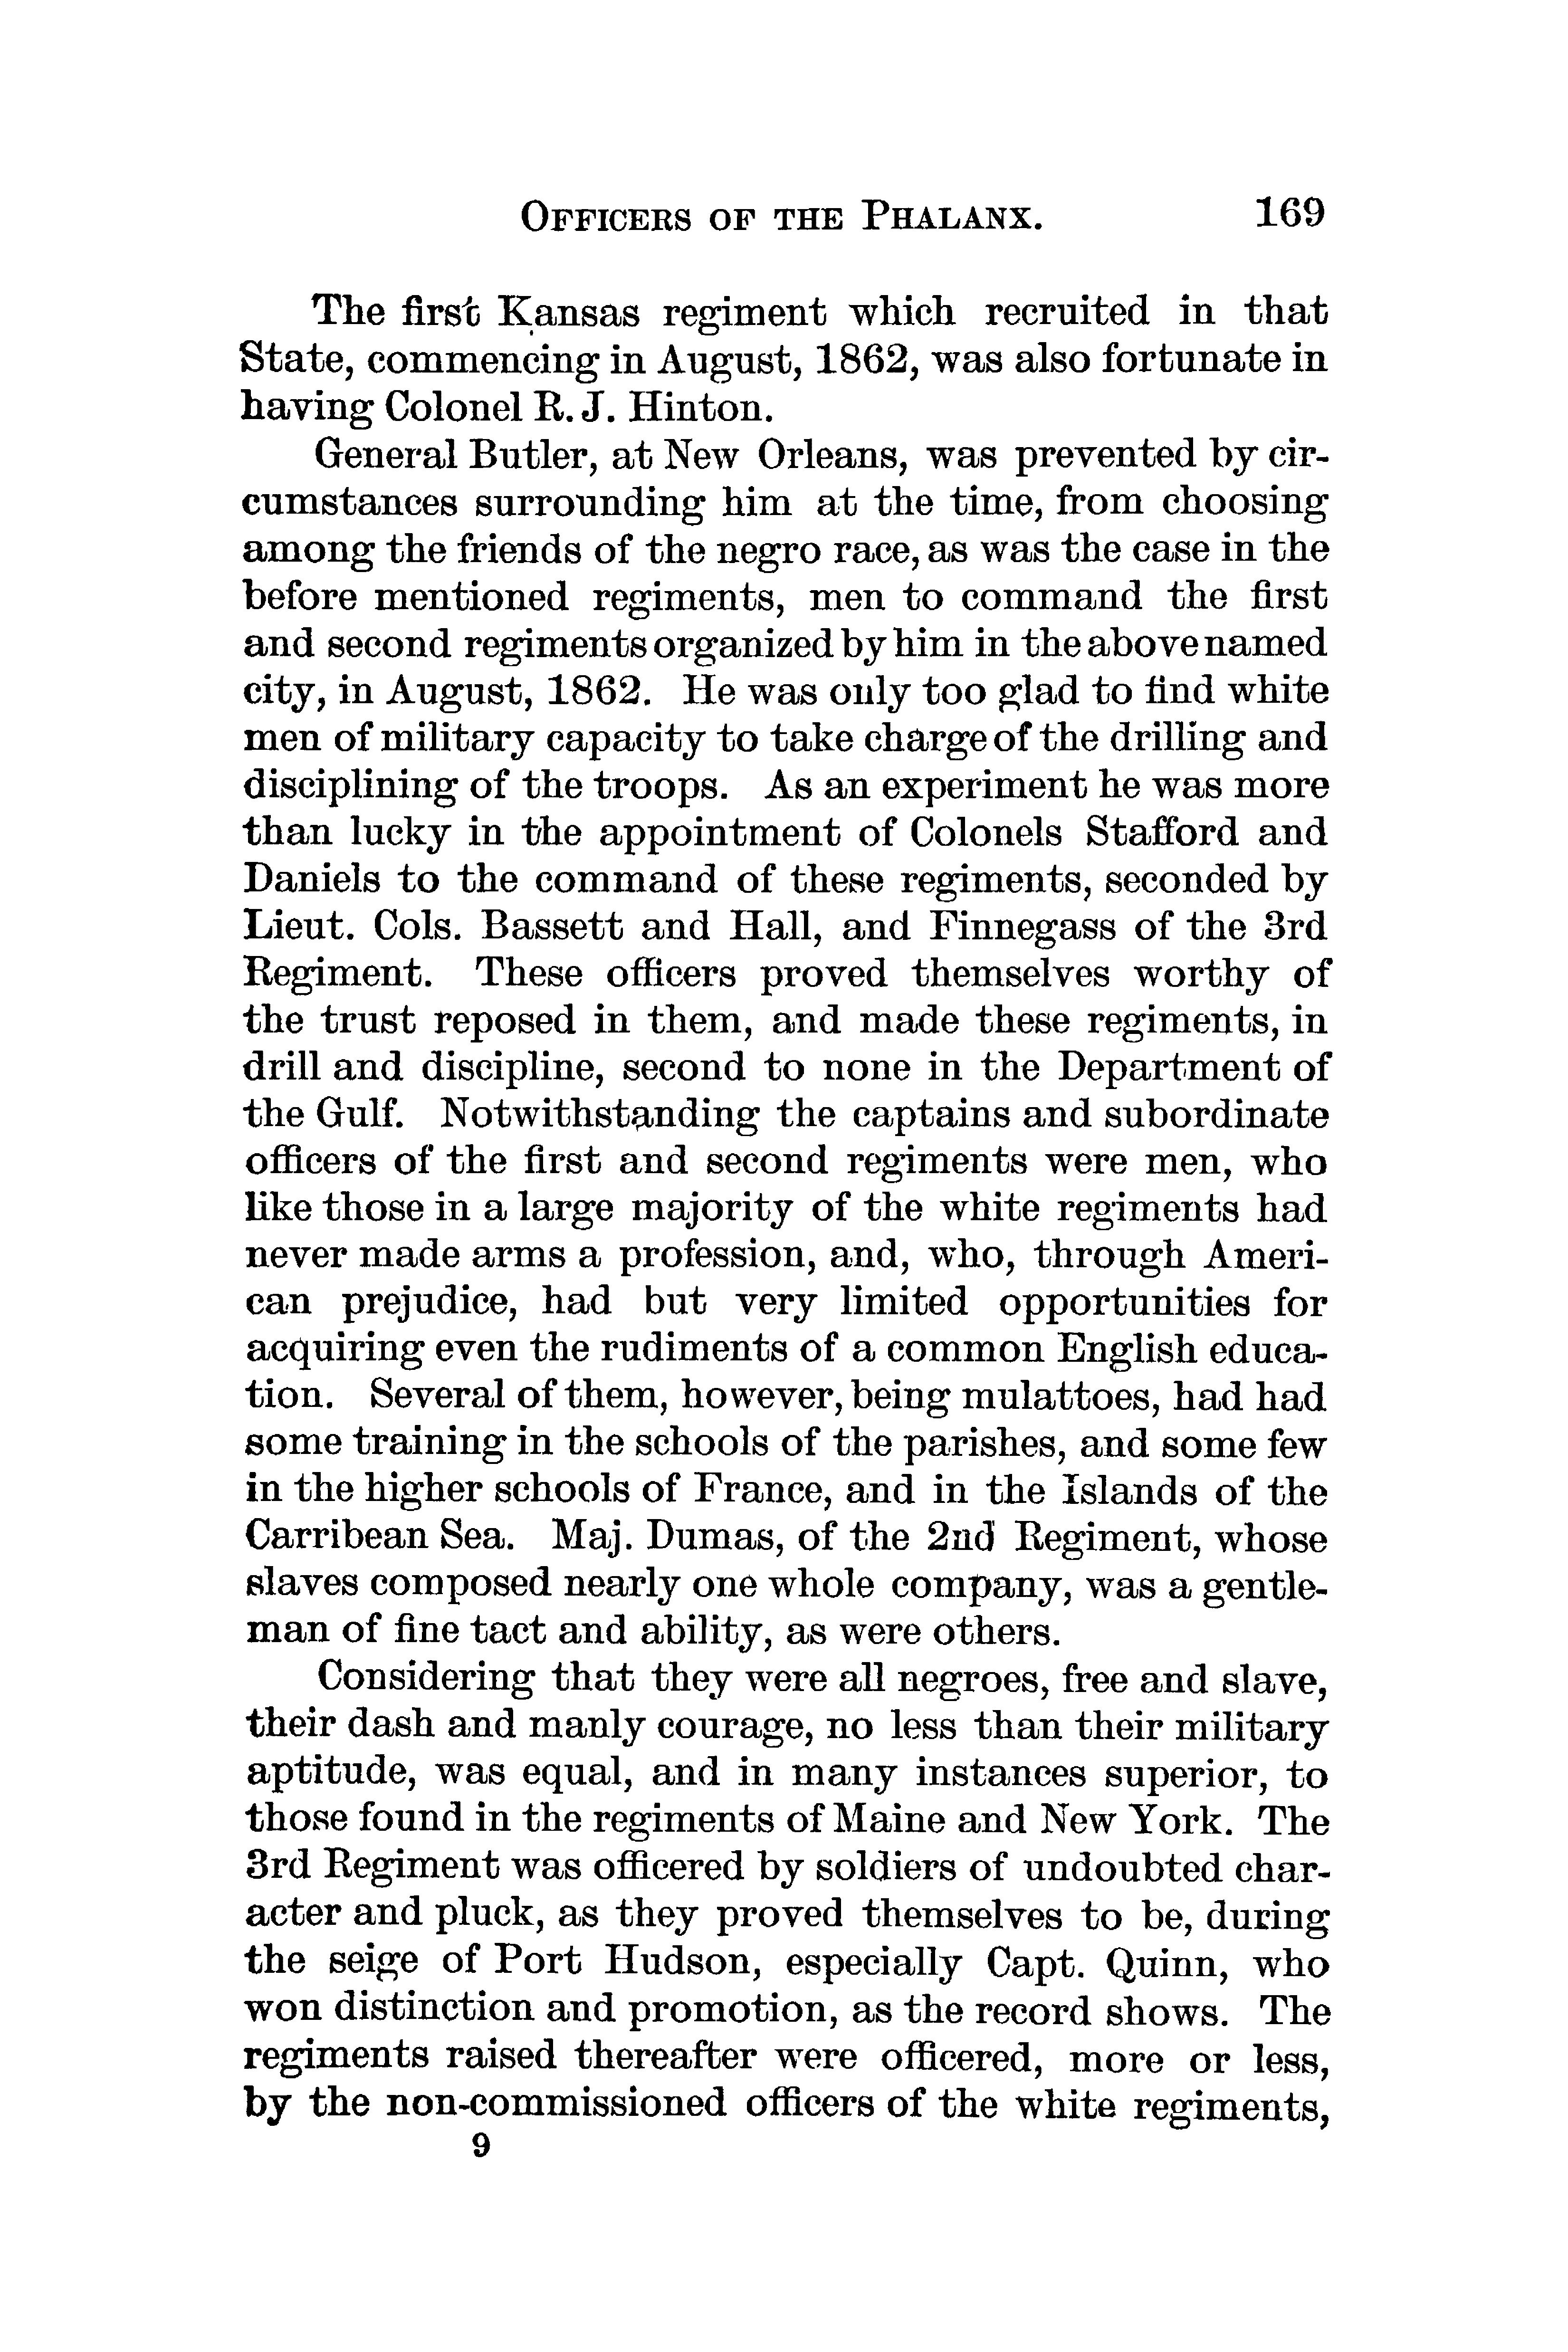 Officers of the Phalanx. 169
The first Kansas regiment which recruited in that
State, commencing in August, 1862, was also fortunate in
having Colonel R. J. Hinton.
General Butler, at New Orleans, was prevented by cir-
cumstances surrounding him at the time, from choosing
among the friends of the negro race, as was the case in the
before mentioned regiments, men to command the first
and second regiments organized by him in the above named
city, in August, 1862. He was only too glad to find white
men of military capacity to take charge of the drilling and
disciplining of the troops. As an experiment he was more
than lucky in the appointment of Colonels Stafford and
Daniels to the command of these regiments, seconded by
Lieut. Cols. Bassett and Hall, and Finnegass of the 3rd
Regiment. These officers proved themselves worthy of
the trust reposed in them, and made these regiments, in
drill and discipline, second to none in the Department of
the Gulf. Notwithstanding the captains and subordinate
officers of the first and second regiments were men, who
like those in a large majority of the white regiments had
never made arms a profession, and, who, through Ameri-
can prejudice, had but very limited opportunities for
acquiring even the rudiments of a common English educa-
tion. Several of them, however, being mulattoes, had had
some training in the schools of the parishes, and some few
in the higher schools of France, and in the Islands of the
Carribean Sea. Maj. Dumas, of the 2nd Regiment, whose
slaves composed nearly one whole company, was a gentle-
man of fine tact and ability, as were others.
Considering that they were all negroes, free and slave,
their dash and manly courage, no less than their military
aptitude, was equal, and in many instances superior, to
those found in the regiments of Maine and New York. The
3rd Regiment was officered by soldiers of undoubted char-
acter and pluck, as they proved themselves to be, during
the seige of Port Hudson, especially Capt. Quinn, who
won distinction and promotion, as the record shows. The
regiments raised thereafter were officered, more or less,
by the non-commissioned officers of the white regiments,
9